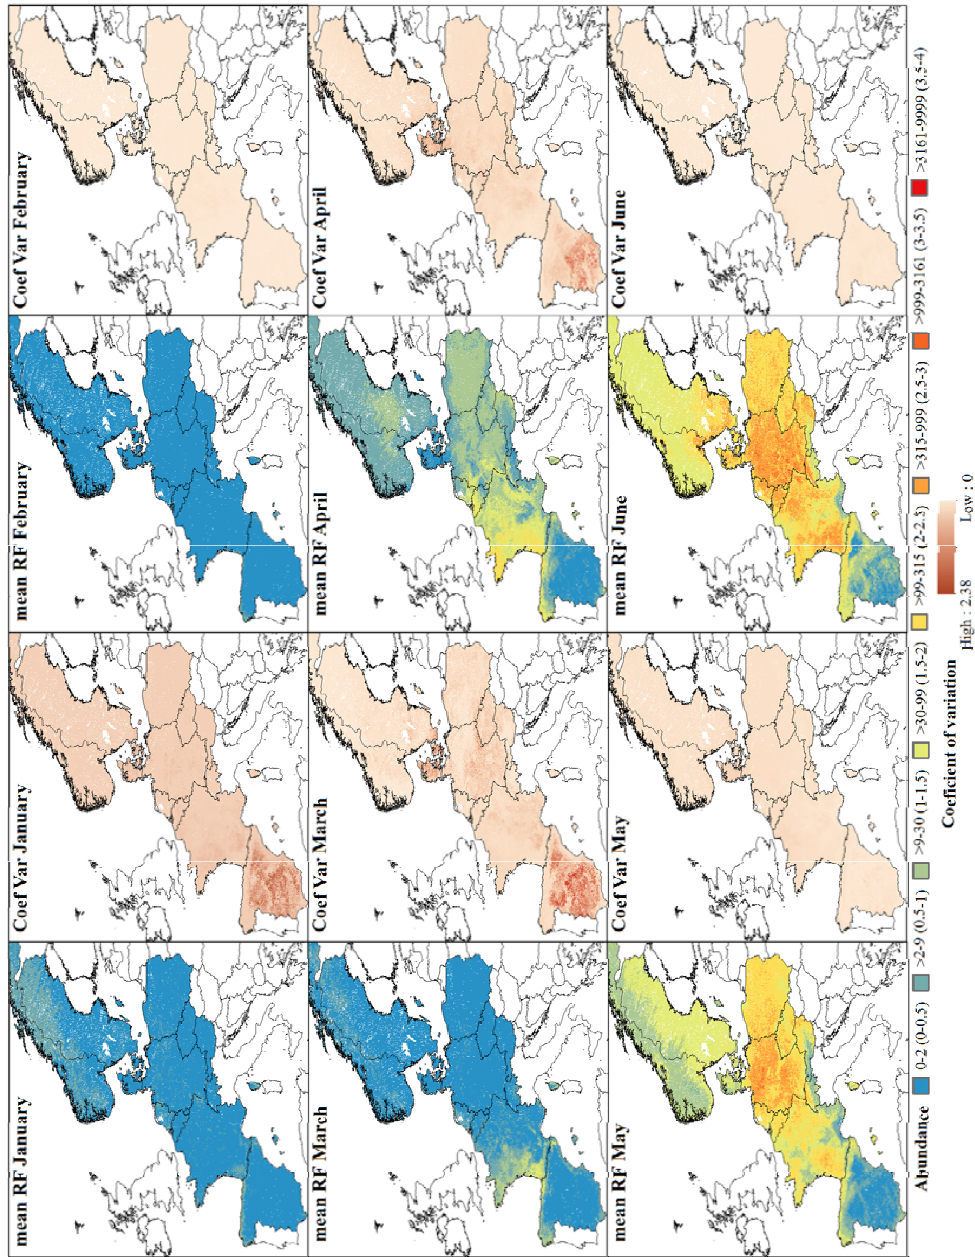 mean RF January
Coef Var January
mean RF February
Coef Var February
mean RF March
Coef Var March
mean RF April
Coef Var April
mean RF May
Coef Var May
mean RF June
Coef Var June
Abundance 0-2 (0-0.5) >2-9 (0.5-1) >9-30 (1-1.5) >30-99 (1.5-2) >99-315 (2-2.5) >315-999 (2.5-3) >999-3161 (3-3.5) >3161-9999 (3.5-4)
Coeficient of variation
High : 2.38 Low : 0